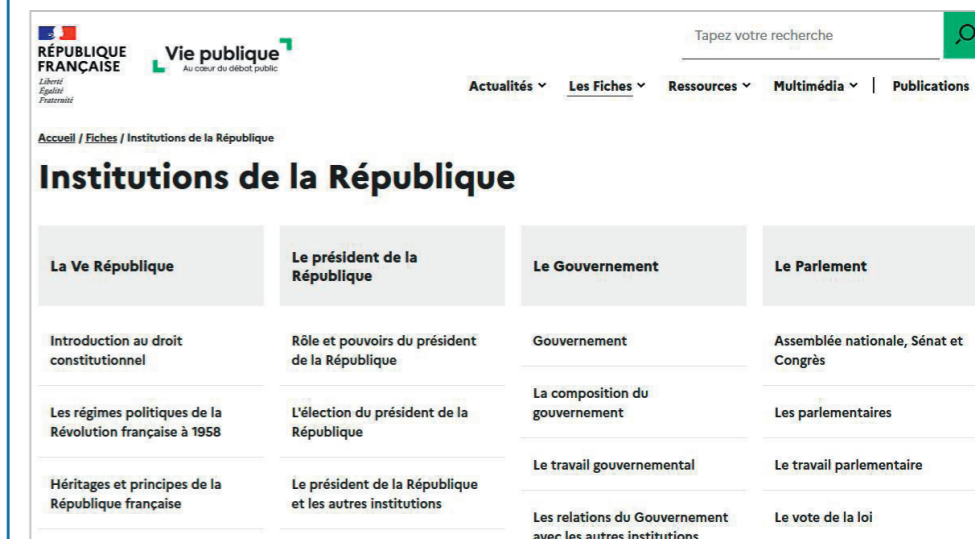 RÉPUBLIQUE
FRANÇAISE
Liberté
Égalité
Fraternité
Vie publique
Au cœur du débat public
Tapez votre recherche
Actualités Les Fiches Ressources Multimédia | Publications
Accueil / Fiches / Institutions de la République
Institutions de la République
La Ve République
Introduction au droit
constitutionnel
Les régimes politiques de la
Révolution française à 1958
Héritages et principes de la
République française
Le président de la
République
Rôle et pouvoirs du président
de la République
L'élection du président de la
République
Le président de la République
et les autres institutions
Le Gouvernement
Gouvernement
La composition du
gouvernement
Le travail gouvernemental
Les relations du Gouvernement
avec les autres institutions
Le Parlement
Assemblée nationale, Sénat et
Congrès
Les parlementaires
Le travail parlementaire
Le vote de la loi